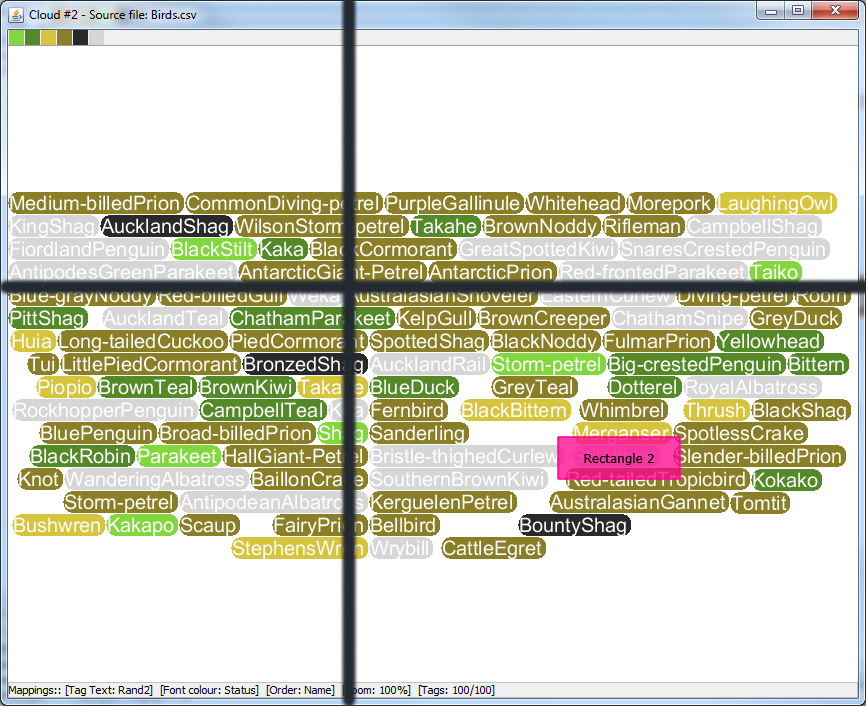 Cloud #2 - Source file: Birds.csv
Medium-billedPrion CommonDiving-petrel PurpleGallinule Whitehead Morepork LaughingOwl
KingShag AucklandShag WilsonStorm-petrel Takahe BrownNoddy Rifleman CampbellShag
FiordlandPenguin BlackStilt Kaka BlackCormorant GreatSpottedKiwi SnaresCrestedPenguin
AntipodesGreenParakeet AntarcticGiant-Petrel AntarcticPrion Red-frontedParakeet Taiko
Blue-grayNoddy Red-billedGull Weka AustralasianShoveler EasternCurlew Diving-petrel Robin
PittShag AucklandTeal ChathamParakeet KelpGull BrownCreeper ChathamSnipe GreyDuck
Huia Long-tailedCuckoo PiedCormorant SpottedShag BlackNoddy FulmarPrion Yellowhead
Tui LittlePiedCormorant BronzedShag AucklandRail Storm-petrel Big-crestedPenguin Bittern
Piopio BrownTeal BrownKiwi Takahe BlueDuck GreyTeal Dotterel RoyalAlbatross
RockhopperPenguin CampbellTeal Fernbird BlackBittern Whimbrel Thrush BlackShag
BluePenguin Broad-billedPrion Shag Sanderling Merganser SpotlessCrake
BlackRobin Parakeet HallGiant-Petrel Bristle-thighedCurlew Rectangle 2 Slender-billedPrion
Knot WanderingAlbatross BaillonCrake SouthernBrownKiwi Red-tailedTropicbird Kokako
Storm-petrel AntipodeanAlbatross KerguelenPetrel AustralasianGannet Tomtit
Bushwren Kakapo Scaup FairyPrion Bellbird BountyShag
StephensWren Wrybill CattleEgret
Mappings:: [Tag Text: Rand2] [Font colour: Status] [Order: Name] [Zoom: 100%] [Tags: 100/100]